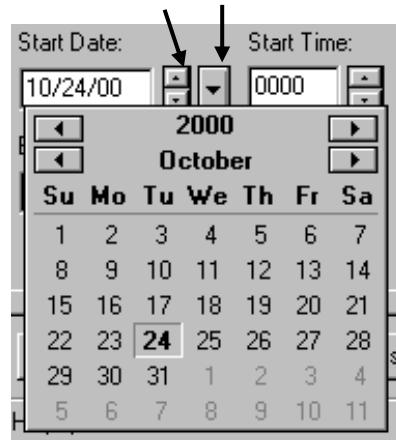 Start Date: Start Time:
10/24/00 0000
2000
October
Su Mo Tu We Th Fr Sa
1 2 3 4 5 6 7
8 9 10 11 12 13 14
15 16 17 18 19 20 21
22 23 24 25 26 27 28
29 30 31 1 2 3 4
5 6 7 8 9 10 11